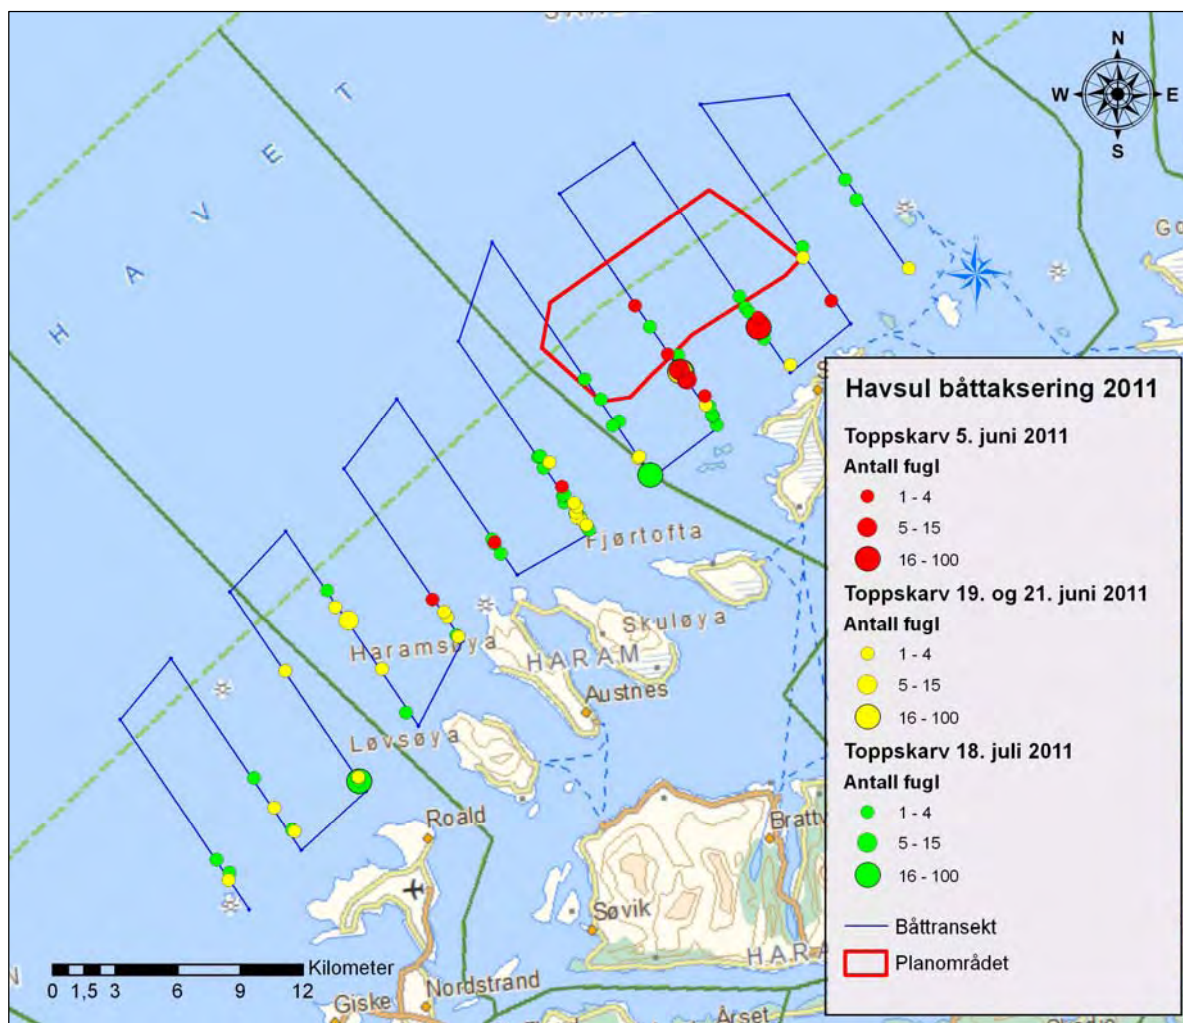 N
W
E
S
H A V E T
Fjørtofta
Skuløya
Haramsøya
HARAM
Austnes
Løvsøya
Roald
Brattv
Søvik
HARA
Nordstrand
Giske
Årset
Kilometer
0 1,5 3 6 9 12
Havsul båttaksering 2011
Toppskarv 5. juni 2011
Antall fugl
1 - 4
5 - 15
16 - 100
Toppskarv 19. og 21. juni 2011
Antall fugl
1 - 4
5 - 15
16 - 100
Toppskarv 18. juli 2011
Antall fugl
1 - 4
5 - 15
16 - 100
Båttransekt
Planområdet